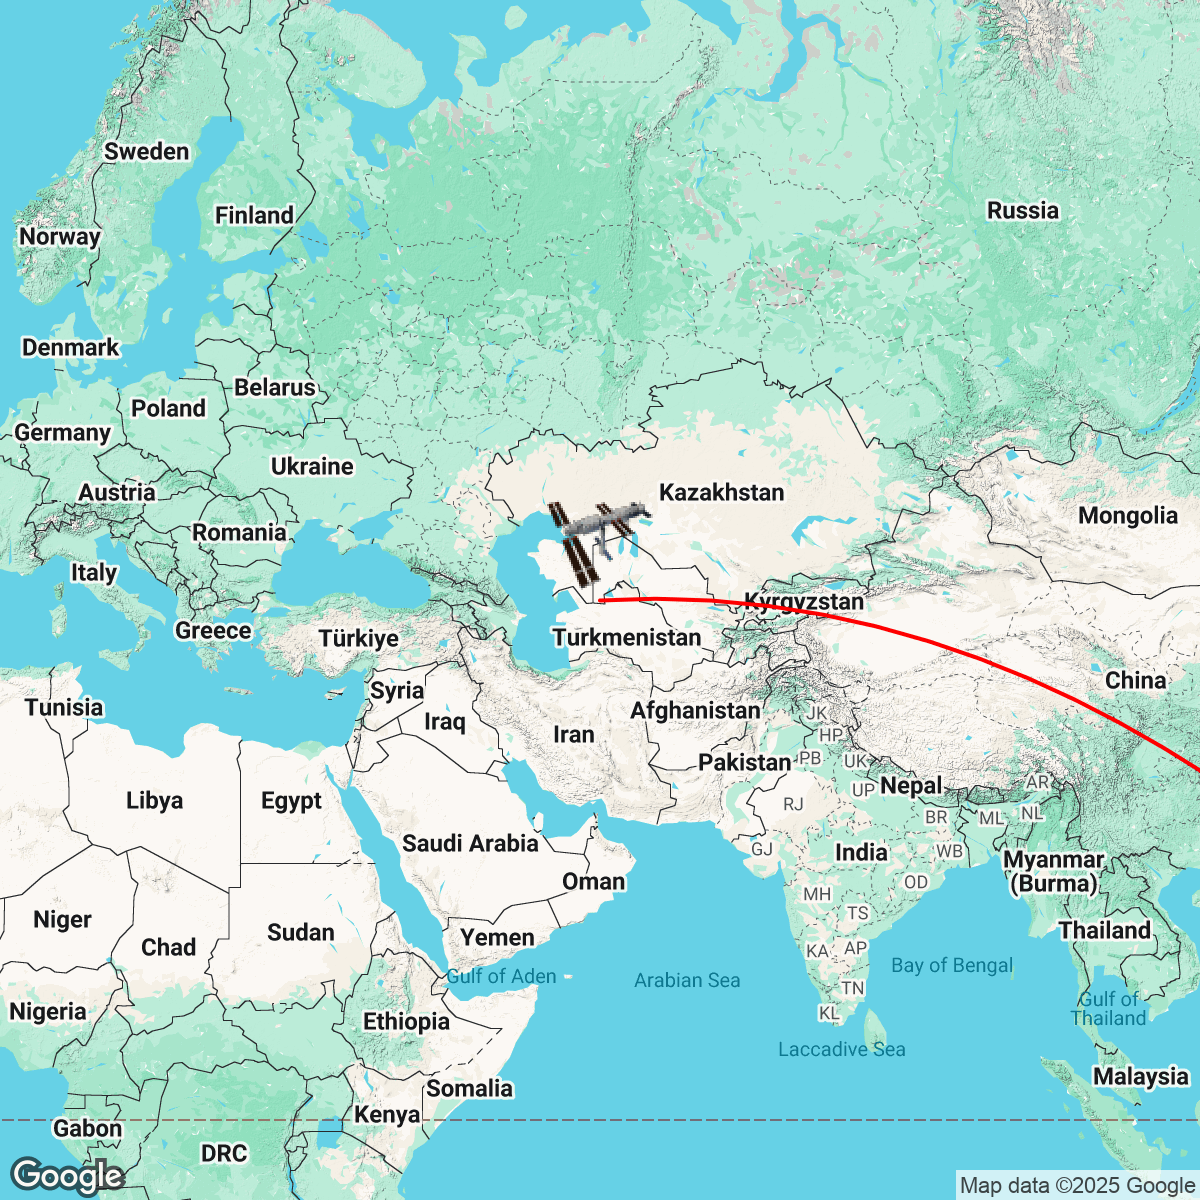 Sweden
Finland
Norway
Russia
Denmark
Belarus
Poland
Germany
Ukraine
Austria
Kazakhstan
Mongolia
Romania
Italy
Kyrgyzstan
Greece
Türkiye
Turkmenistan
China
Syria
Tunisia
Afghanistan
Iraq
JK
Iran
HP
Pakistan
PB
UK
Nepal
AR
UP
Libya
Egypt
RJ
NL
BR
ML
Saudi Arabia
GJ
India
WB
Myanmar
(Burma)
Oman
OD
MH
TS
Niger
Sudan
Thailand
Chad
Yemen
KA
AP
Gulf of Aden
Arabian Sea
Bay of Bengal
TN
Gulf of
Thailand
Nigeria
Ethiopia
KL
Laccadive Sea
Malaysia
Somalia
Kenya
Gabon
DRC
Google
Map data ©2025 Google